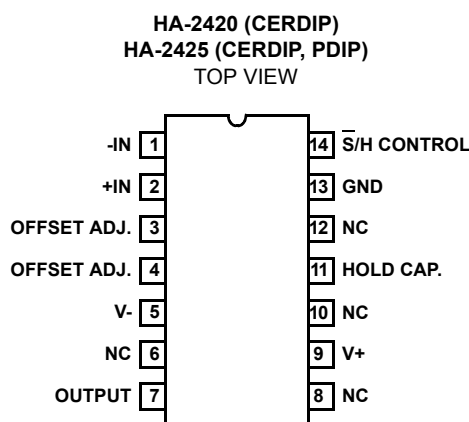 HA-2420 (CERDIP)
HA-2425 (CERDIP, PDIP)
TOP VIEW
-IN 1 14 S̅/H CONTROL
+IN 2 13 GND
OFFSET ADJ. 3 12 NC
OFFSET ADJ. 4 11 HOLD CAP.
V- 5 10 NC
NC 6 9 V+
OUTPUT 7 8 NC